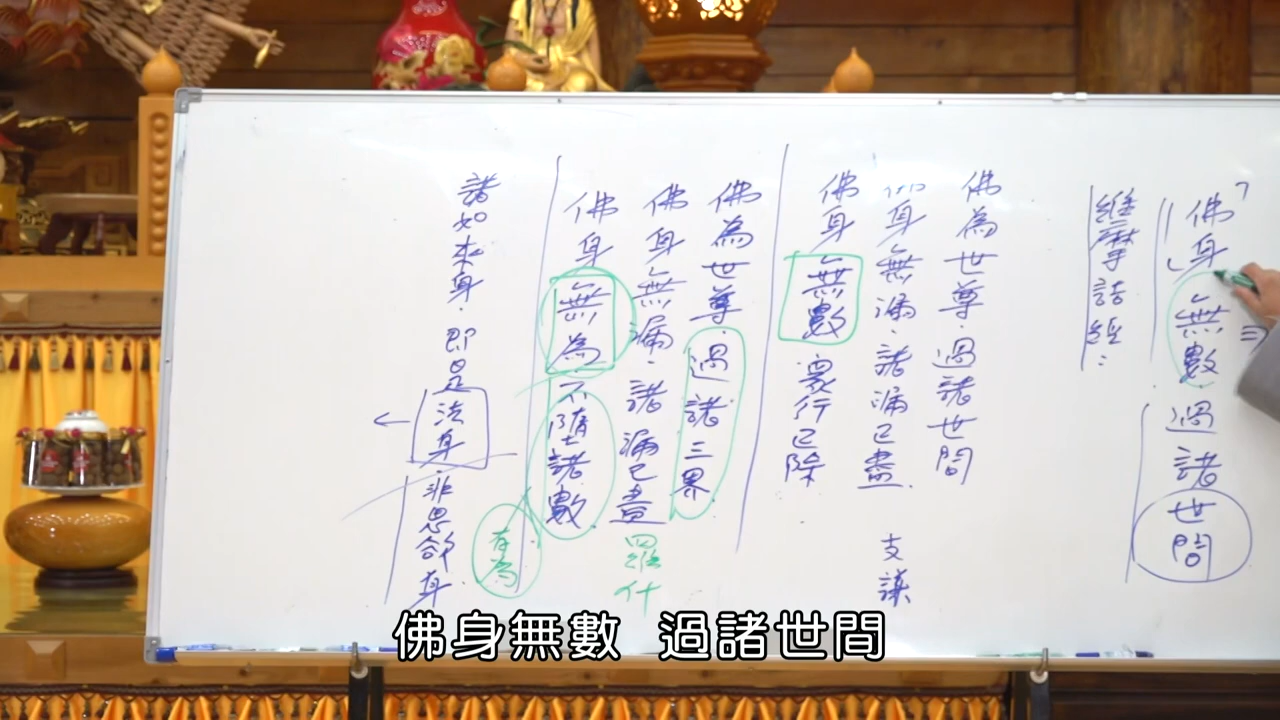 佛身無數 過諸世間
維摩詰經:
佛為世尊.過諸世間
佛身無漏.諸漏已盡.
支謙
佛身無數 眾行已除
佛為世尊.過諸三界.
佛身無漏.諸漏已盡
羅什
佛身無為 不墮諸數.
有為
諸如來身.即是法身.非思欲身.
佛身無數 過諸世間